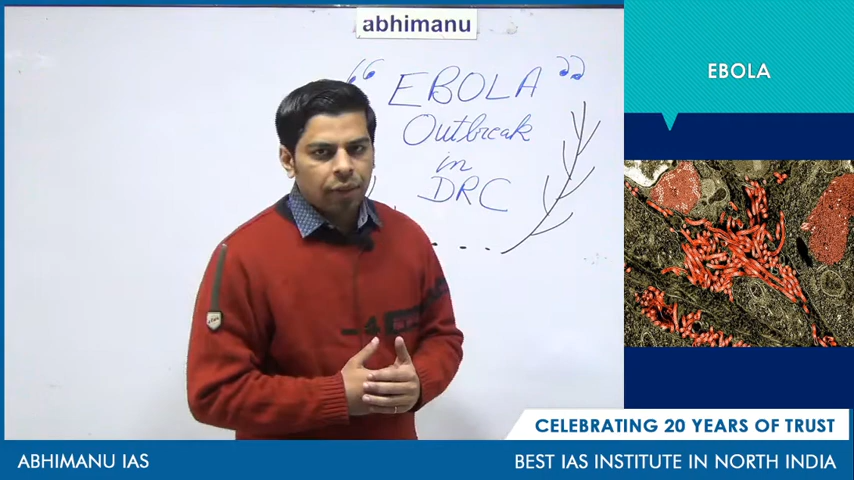 abhimanu
" EBOLA "
Outbreak
in
DRC
EBOLA
CELEBRATING 20 YEARS OF TRUST
ABHIMANU IAS
BEST IAS INSTITUTE IN NORTH INDIA